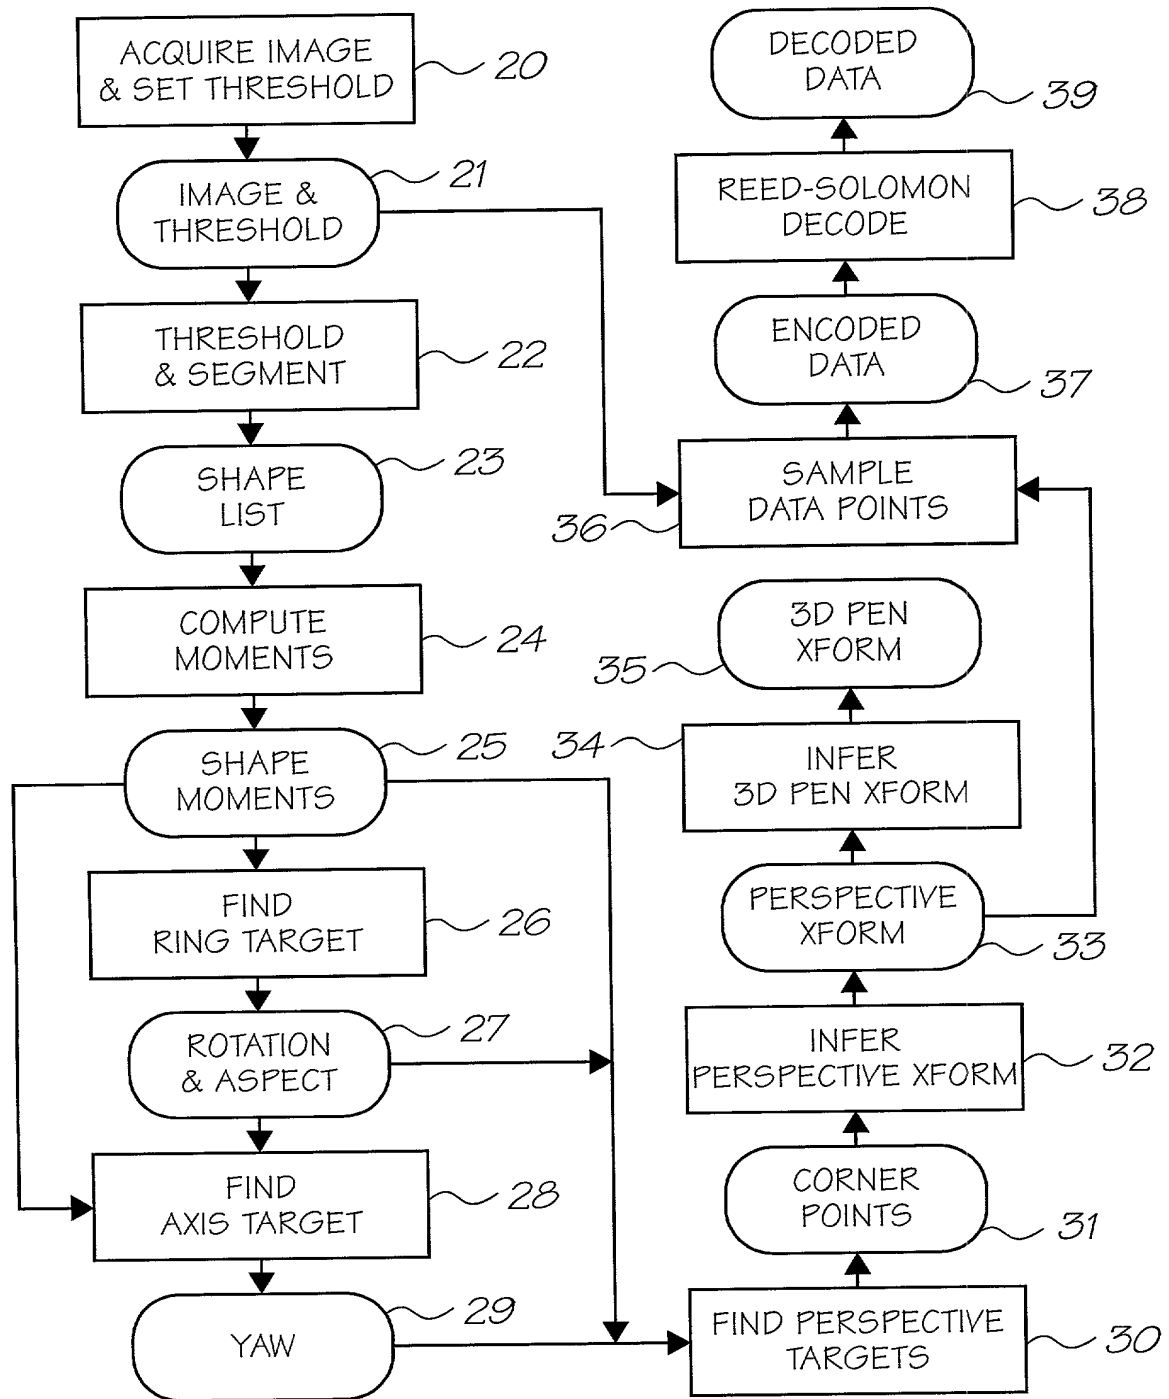 ACQUIRE IMAGE
& SET THRESHOLD
20
IMAGE &
THRESHOLD
21
THRESHOLD
& SEGMENT
22
SHAPE
LIST
23
COMPUTE
MOMENTS
24
SHAPE
MOMENTS
25
FIND
RING TARGET
26
ROTATION
& ASPECT
27
FIND
AXIS TARGET
28
YAW
29
DECODED
DATA
39
REED-SOLOMON
DECODE
38
ENCODED
DATA
37
SAMPLE
DATA POINTS
36
3D PEN
XFORM
35
34
INFER
3D PEN XFORM
PERSPECTIVE
XFORM
33
INFER
PERSPECTIVE XFORM
32
CORNER
POINTS
31
FIND PERSPECTIVE
TARGETS
30